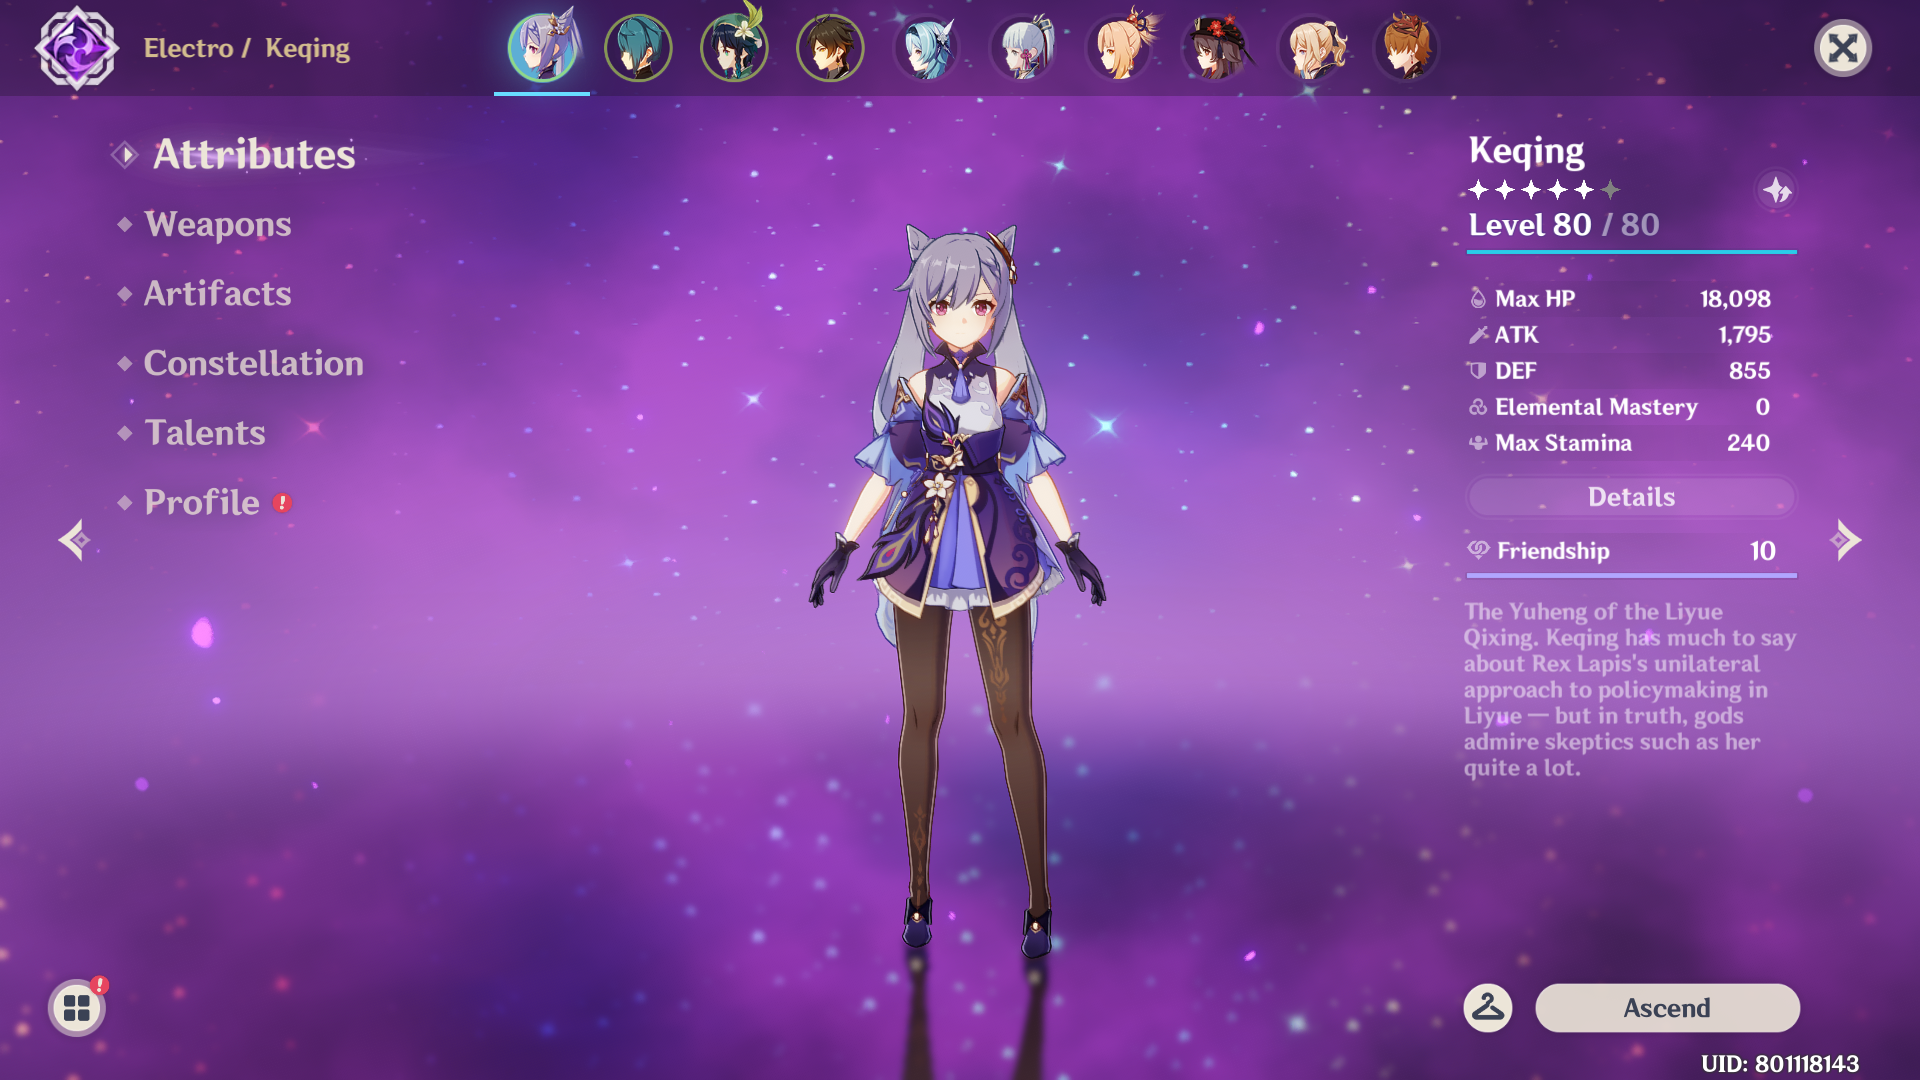 Electro / Keqing
Attributes
Weapons
Artifacts
Constellation
Talents
Profile
Keqing
Level 80 / 80
Max HP 18,098
ATK 1,795
DEF 855
Elemental Mastery 0
Max Stamina 240
Details
Friendship 10
The Yuheng of the Liyue
Qixing. Keqing has much to say
about Rex Lapis's unilateral
approach to policymaking in
Liyue — but in truth, gods
admire skeptics such as her
quite a lot.
Ascend
UID: 801118143